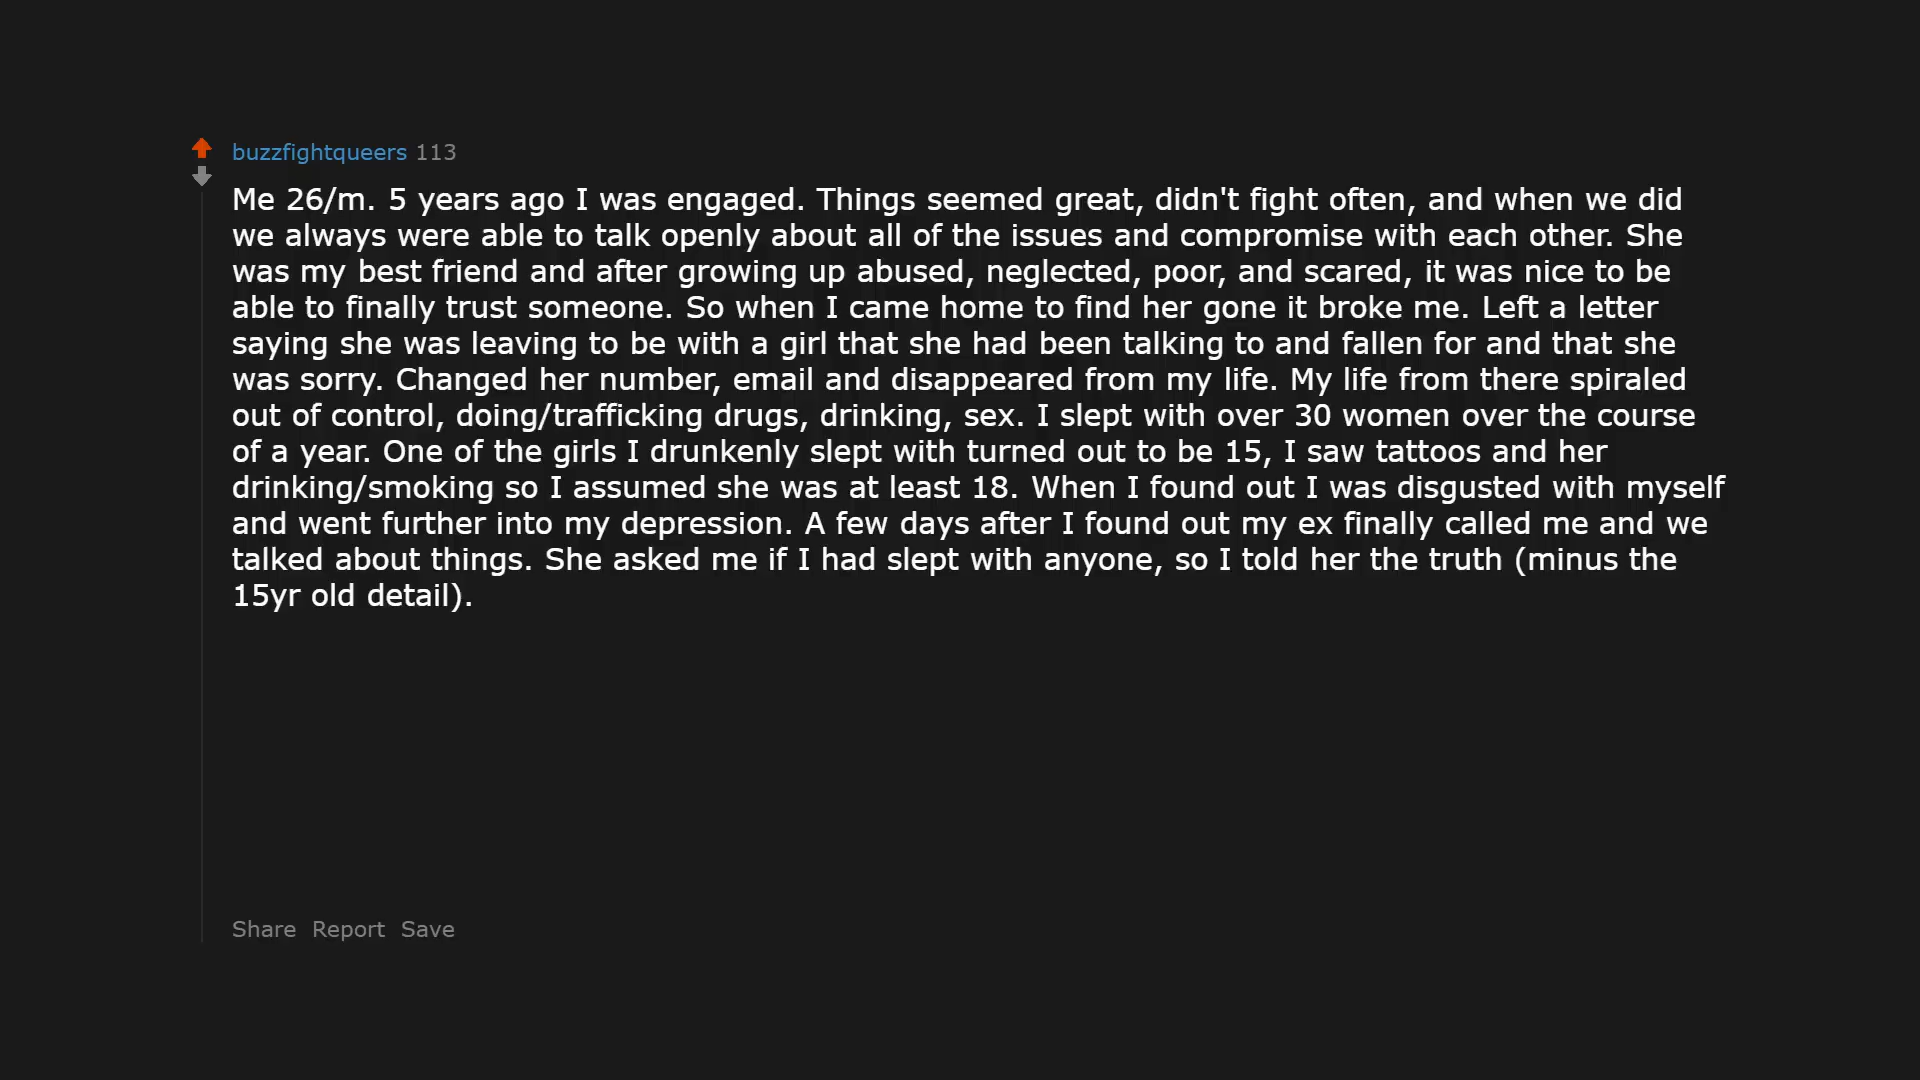 buzzfightqueers 113
Me 26/m. 5 years ago I was engaged. Things seemed great, didn't fight often, and when we did
we always were able to talk openly about all of the issues and compromise with each other. She
was my best friend and after growing up abused, neglected, poor, and scared, it was nice to be
able to finally trust someone. So when I came home to find her gone it broke me. Left a letter
saying she was leaving to be with a girl that she had been talking to and fallen for and that she
was sorry. Changed her number, email and disappeared from my life. My life from there spiraled
out of control, doing/trafficking drugs, drinking, sex. I slept with over 30 women over the course
of a year. One of the girls I drunkenly slept with turned out to be 15, I saw tattoos and her
drinking/smoking so I assumed she was at least 18. When I found out I was disgusted with myself
and went further into my depression. A few days after I found out my ex finally called me and we
talked about things. She asked me if I had slept with anyone, so I told her the truth (minus the
15yr old detail).
Share Report Save